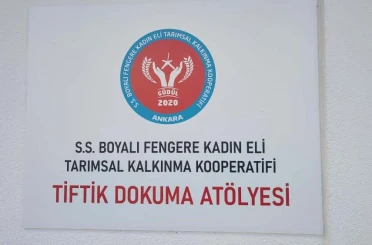 S.S. BOYALI FENGERE KADIN ELİ TARIMSAL KALKINMA KOOPERATİFİ
GÜDÜL
2020
ANKARA
S.S. BOYALI FENGERE KADIN ELİ
TARIMSAL KALKINMA KOOPERATİFİ
TİFTİK DOKUMA ATÖLYESİ